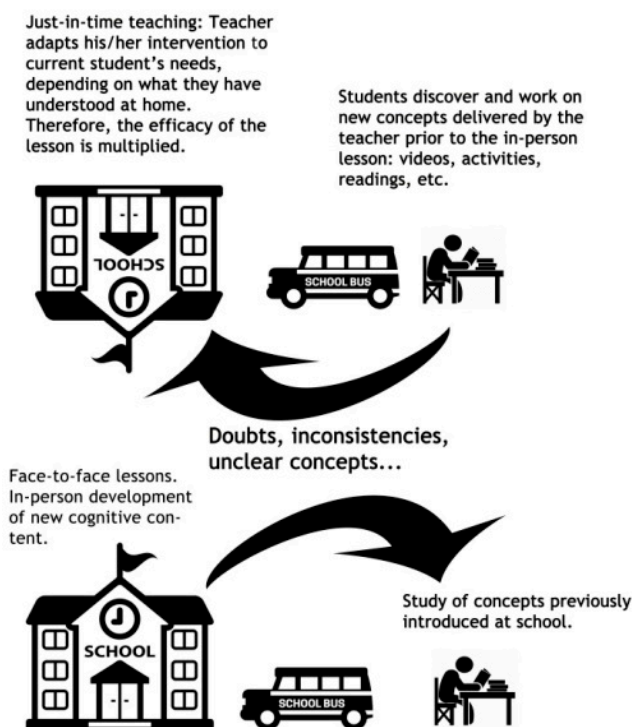 Just-in-time teaching: Teacher
adapts his/her intervention to
current student's needs,
depending on what they have
understood at home.
Therefore, the efficacy of the
lesson is multiplied.
Students discover and work on
new concepts delivered by the
teacher prior to the in-person
lesson: videos, activities,
readings, etc.
SCHOOL
SCHOOL BUS
Doubts, inconsistencies,
unclear concepts...
Face-to-face lessons.
In-person development
of new cognitive con-
tent.
Study of concepts previously
introduced at school.
SCHOOL
SCHOOL BUS